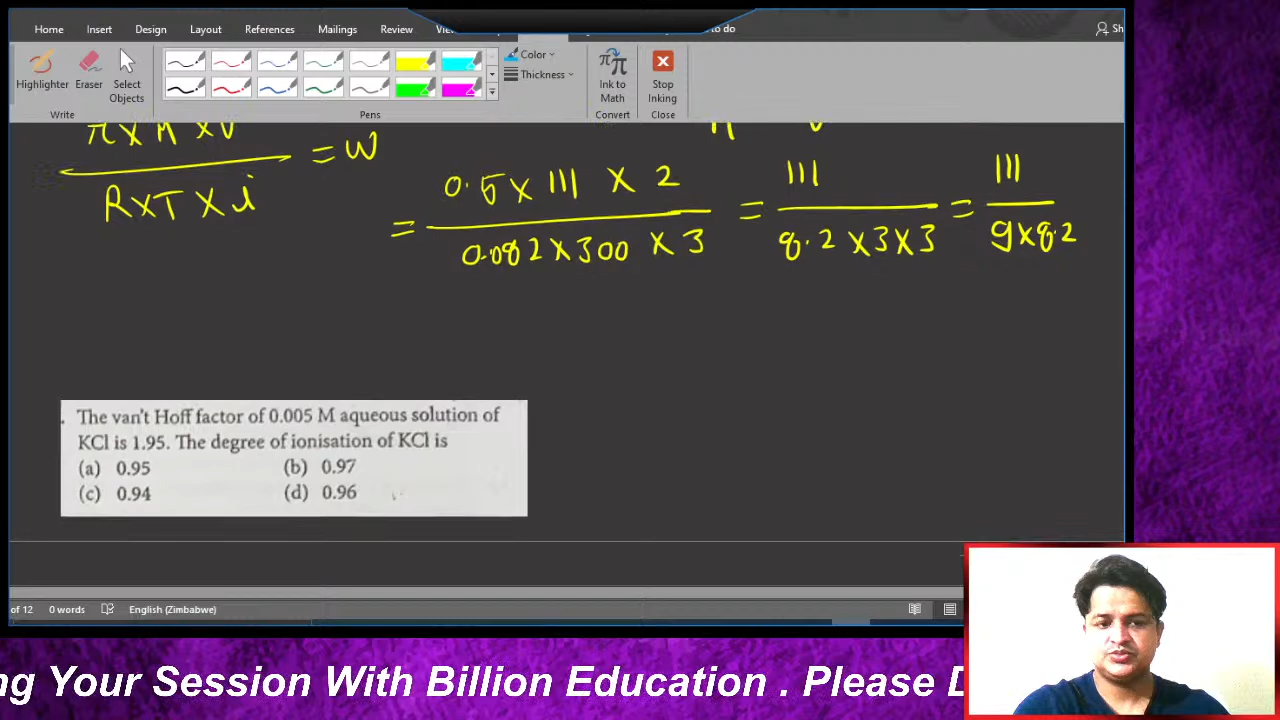 Home Insert Design Layout References Mailings Review do
Highlighter Eraser Select Objects
Color
Thickness
Ink to Math
Stop Inking
Write Pens Convert Close
= W
R x T x i
= 0.5 x 111 x 2 / 0.082 x 300 x 3 = 111 / 8.2 x 3 x 3 = 111 / 9 x 8.2
. The van't Hoff factor of 0.005 M aqueous solution of
KCl is 1.95. The degree of ionisation of KCl is
(a) 0.95 (b) 0.97
(c) 0.94 (d) 0.96
of 12 0 words English (Zimbabwe)
ng Your Session With Billion Education . Please